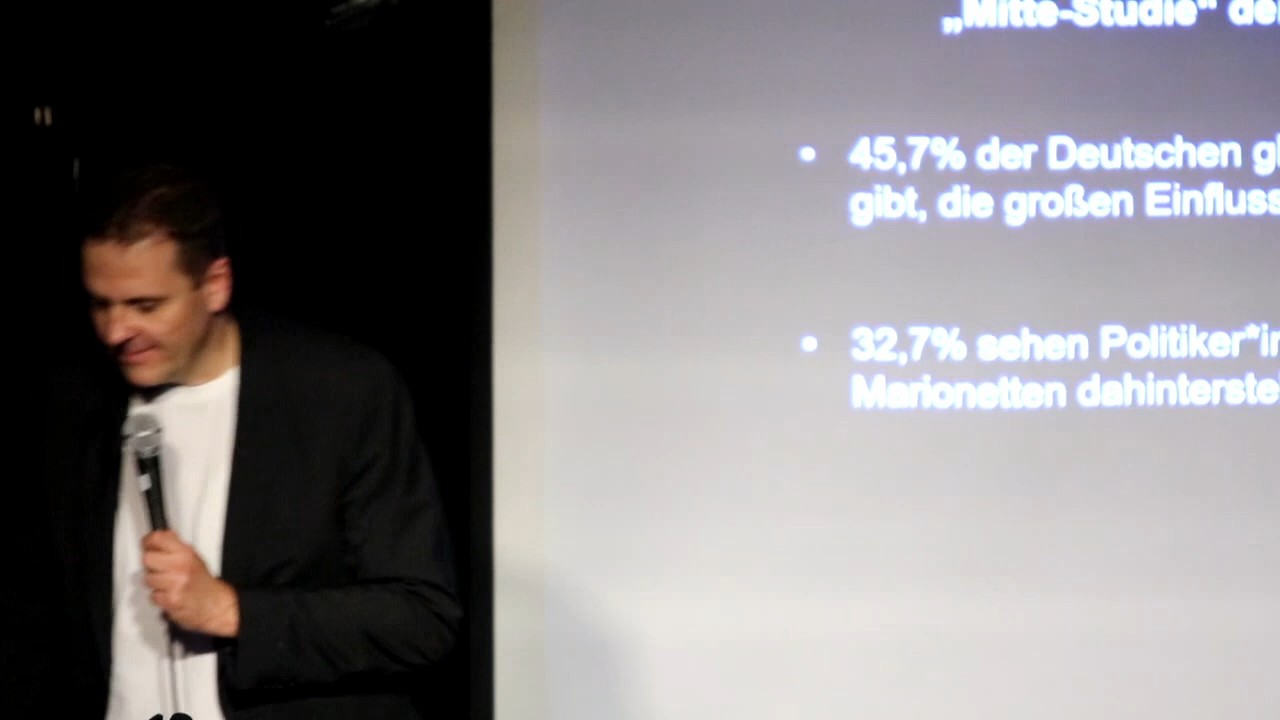 „Mitte-Studie“ de
• 45,7% der Deutschen gl
gibt, die großen Einfluss
• 32,7% sehen Politiker*in
Marionetten dahinterste